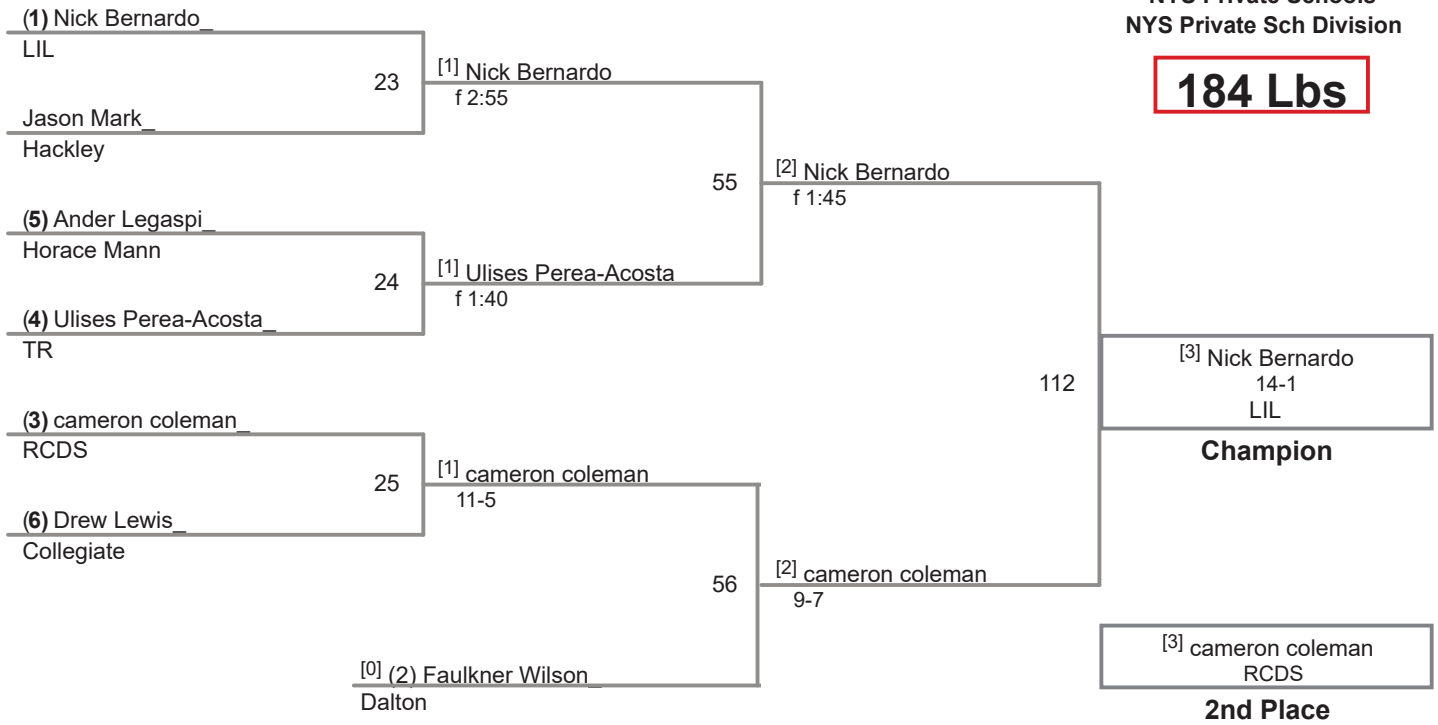 NYS Private Schools
NYS Private Sch Division
184 Lbs
(1) Nick Bernardo_
LIL
23
Jason Mark_
Hackley
[1] Nick Bernardo
f 2:55
55
(5) Ander Legaspi_
Horace Mann
24
(4) Ulises Perea-Acosta_
TR
[1] Ulises Perea-Acosta
f 1:40
[2] Nick Bernardo
f 1:45
112
(3) cameron coleman_
RCDS
25
(6) Drew Lewis_
Collegiate
[1] cameron coleman
11-5
56
[0] (2) Faulkner Wilson_
Dalton
[2] cameron coleman
9-7
[3] Nick Bernardo
14-1
LIL
Champion
[3] cameron coleman
RCDS
2nd Place